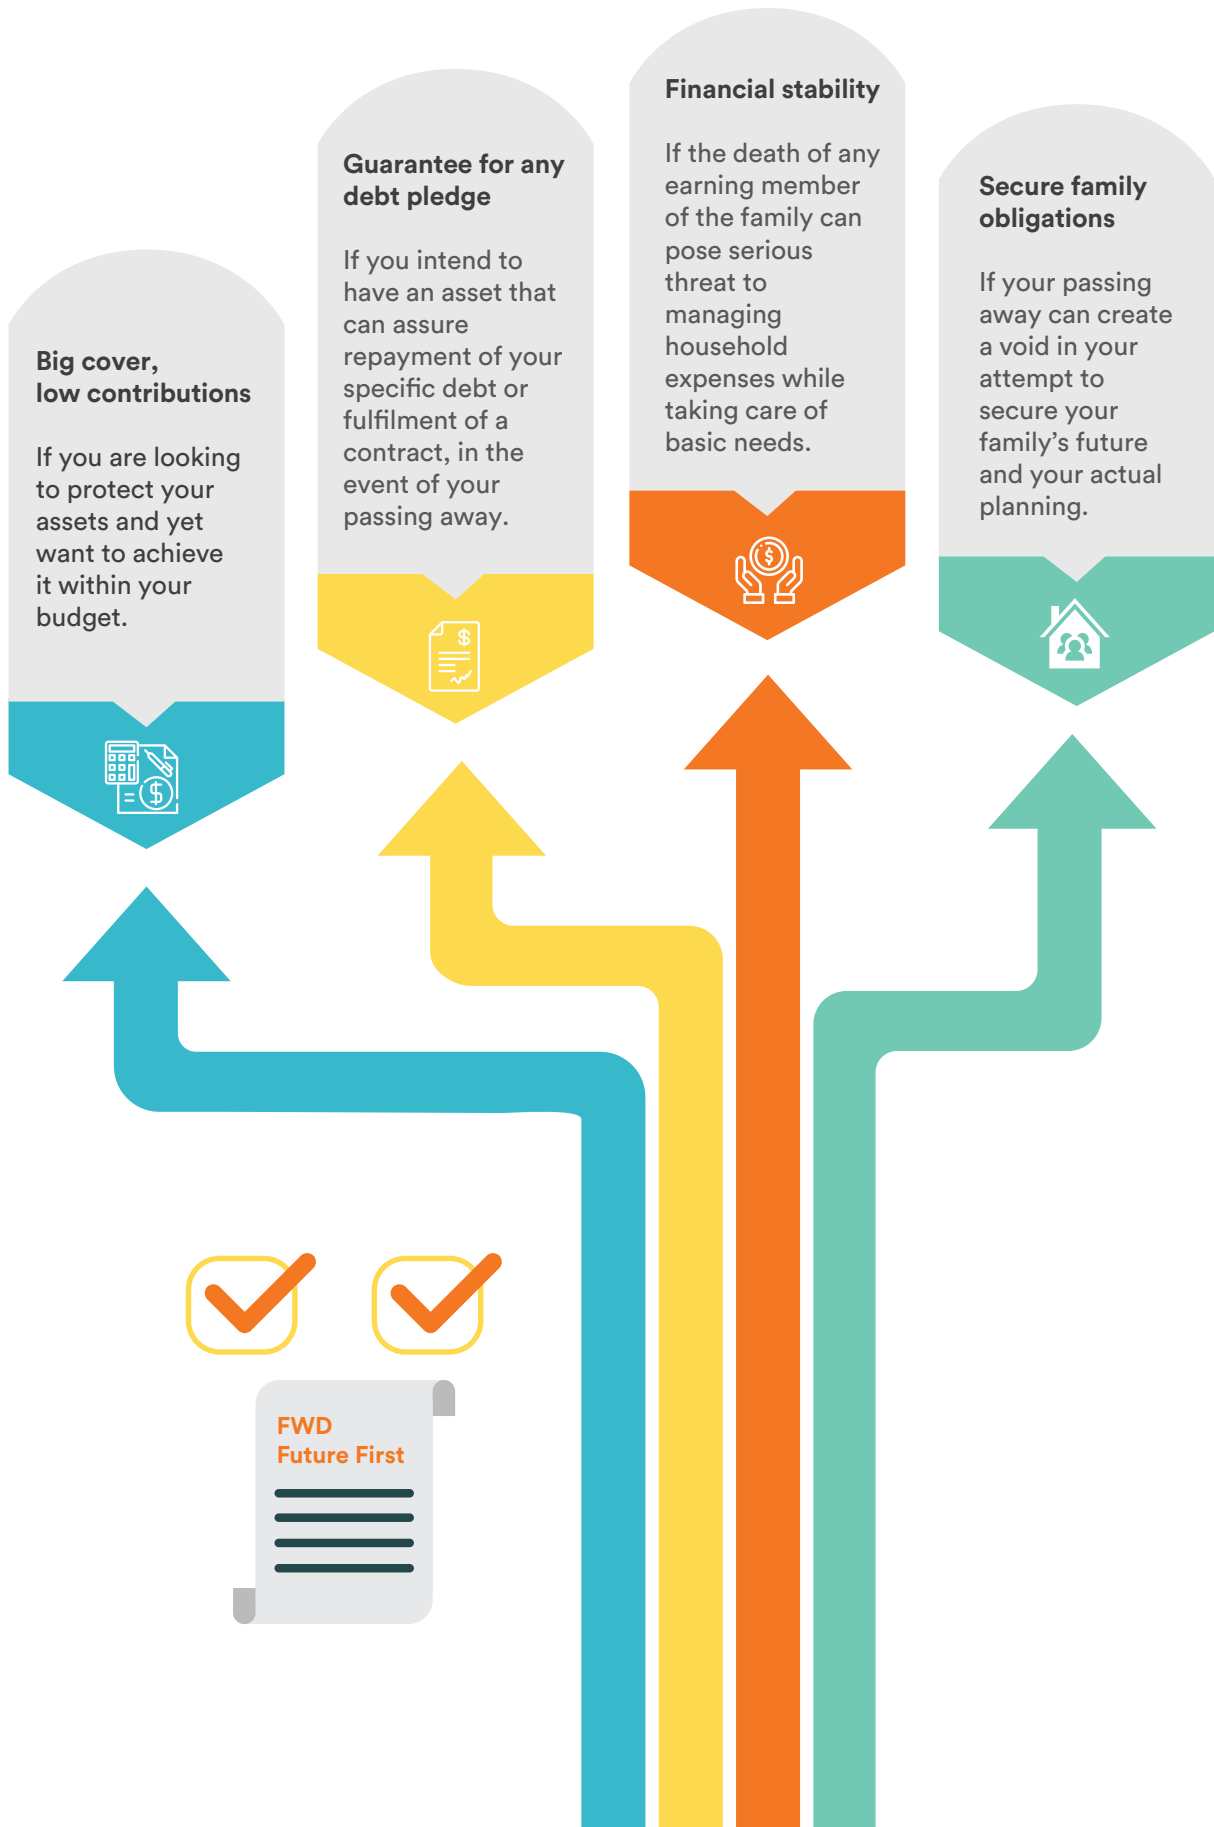 Big cover,
low contributions
If you are looking
to protect your
assets and yet
want to achieve
it within your
budget.
Guarantee for any
debt pledge
If you intend to
have an asset that
can assure
repayment of your
specific debt or
fulfilment of a
contract, in the
event of your
passing away.
Financial stability
If the death of any
earning member
of the family can
pose serious
threat to
managing
household
expenses while
taking care of
basic needs.
Secure family
obligations
If your passing
away can create
a void in your
attempt to
secure your
family’s future
and your actual
planning.
$
$
$
FWD
Future First